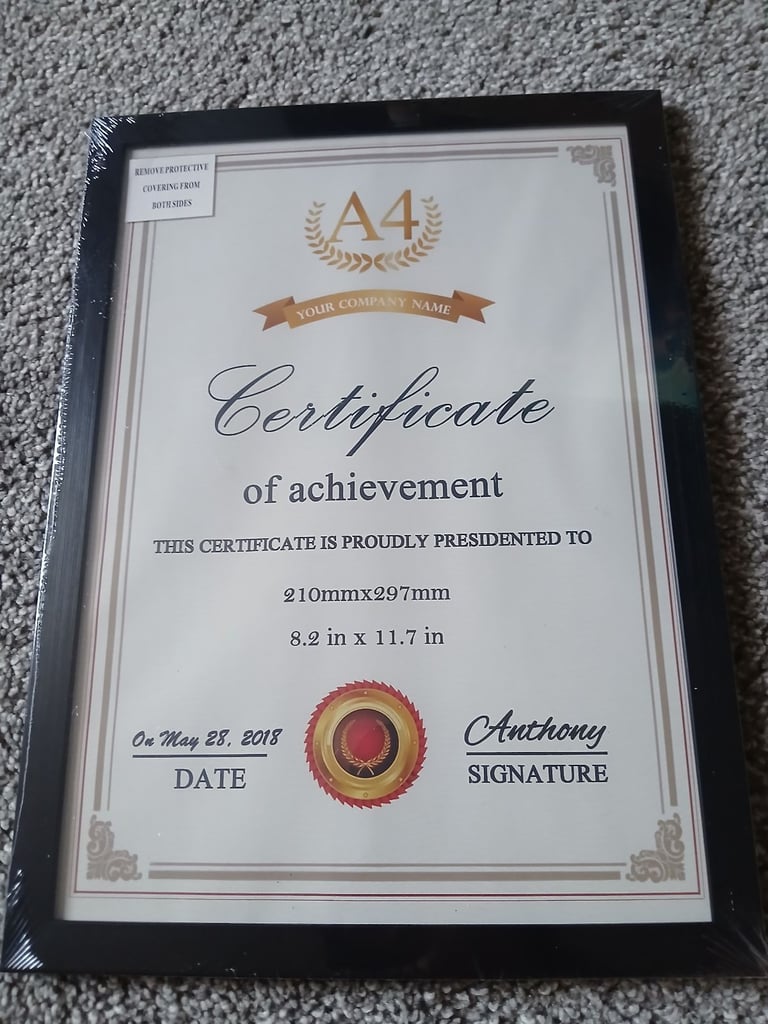 REMOVE PROTECTIVE
COVERING FROM
BOTH SIDES
A4
YOUR COMPANY NAME
Certificate
of achievement
THIS CERTIFICATE IS PROUDLY PRESIDENTED TO
210mmx297mm
8.2 in x 11.7 in
On May 28, 2018
DATE
Anthony
SIGNATURE